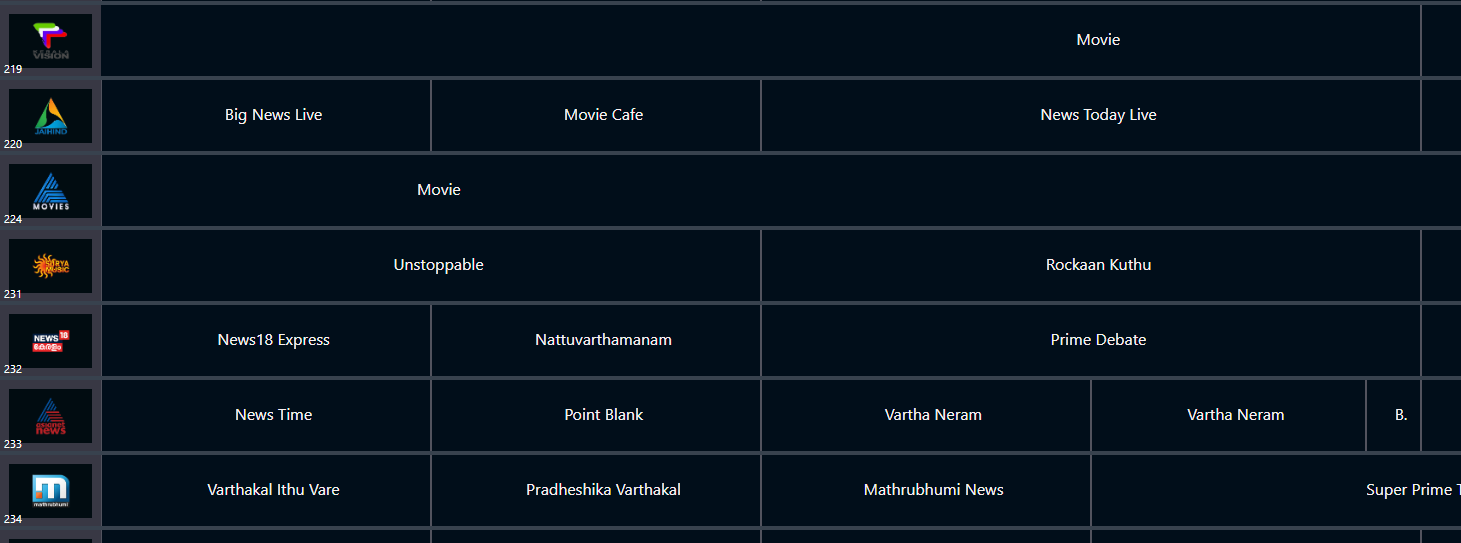 VISION
219
Movie
JAIHIND
220
Big News Live
Movie Cafe
News Today Live
MOVIES
224
Movie
SURYA
MUSIC
231
Unstoppable
Rockaan Kuthu
NEWS 18
കേരളം
232
News18 Express
Nattuvarthamanam
Prime Debate
asianet
news
233
News Time
Point Blank
Vartha Neram
Vartha Neram
B.
mathrubhumi
234
Varthakal Ithu Vare
Pradheshika Varthakal
Mathrubhumi News
Super Prime T